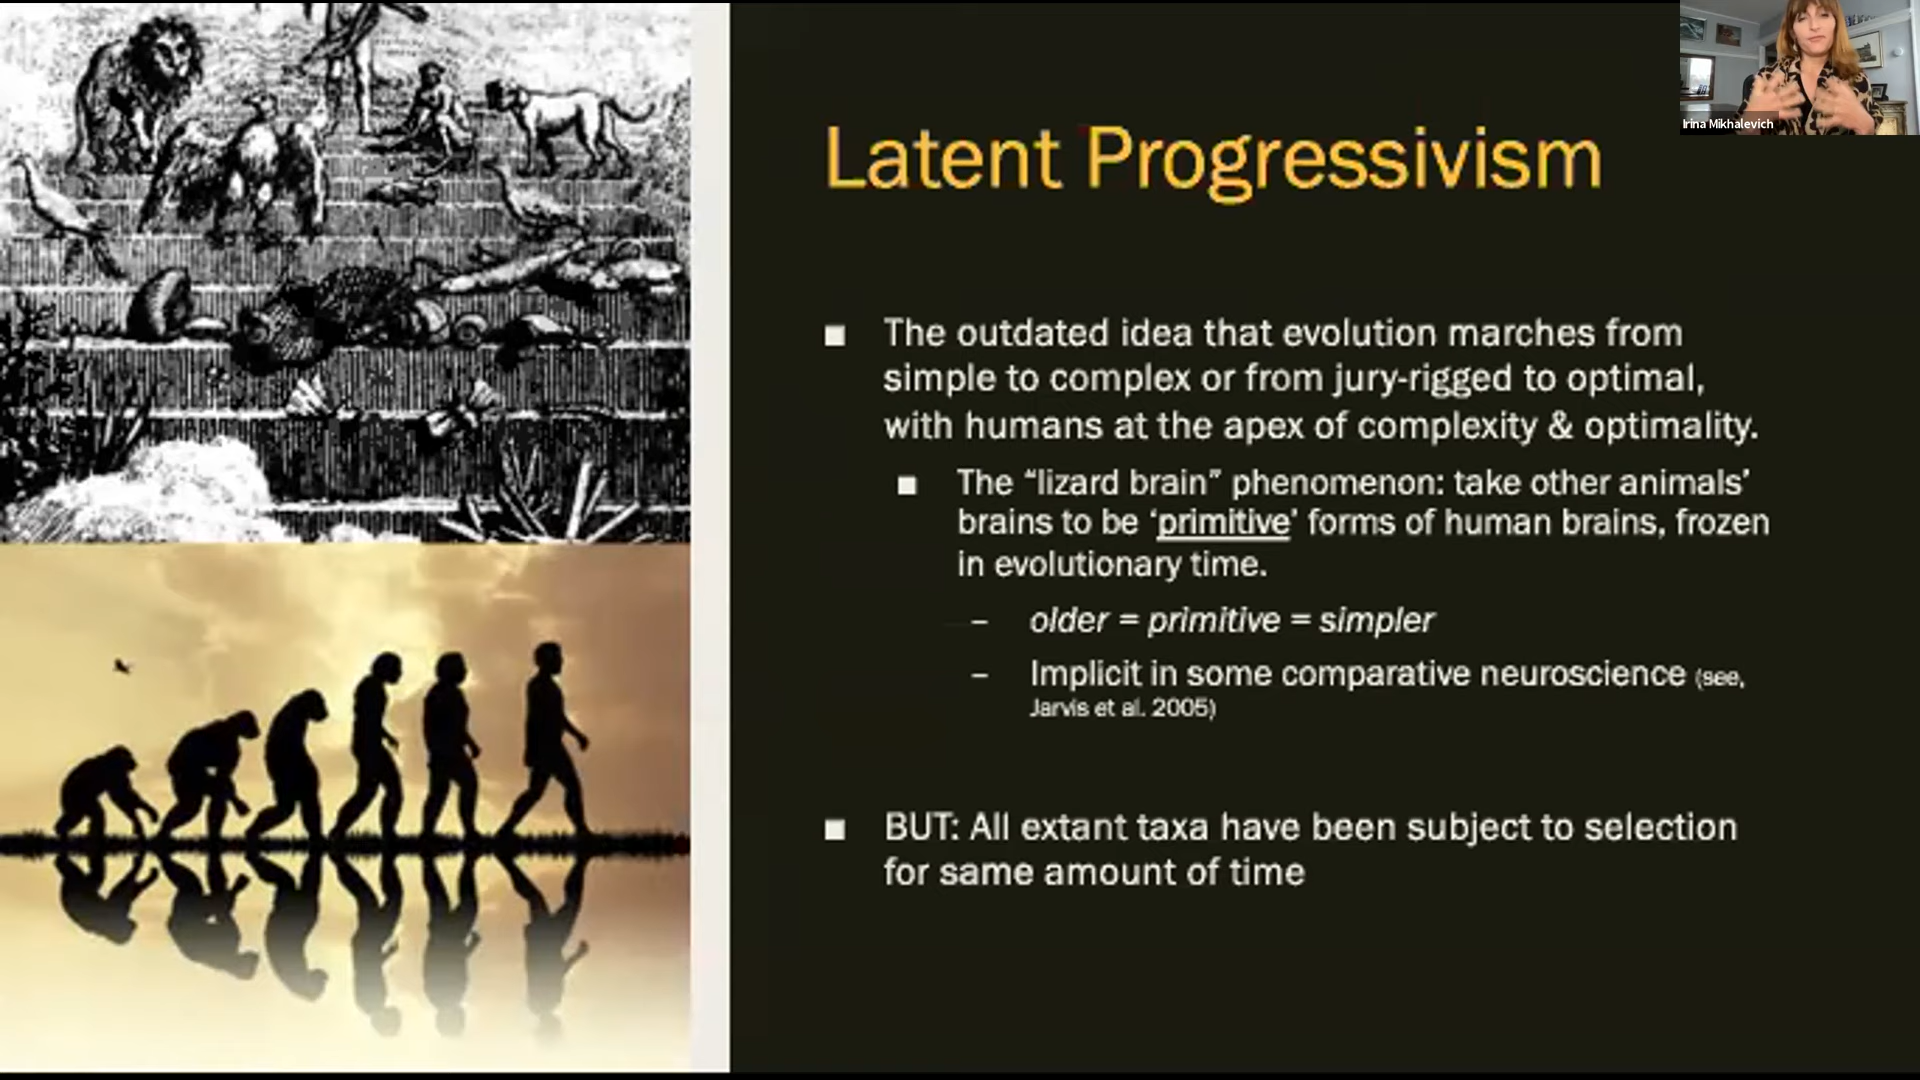 Irina Mikhalevich
Latent Progressivism
■ The outdated idea that evolution marches from
simple to complex or from jury-rigged to optimal,
with humans at the apex of complexity & optimality.
■ The “lizard brain” phenomenon: take other animals’
brains to be ‘primitive’ forms of human brains, frozen
in evolutionary time.
– older = primitive = simpler
– Implicit in some comparative neuroscience (see,
Jarvis et al. 2005)
■ BUT: All extant taxa have been subject to selection
for same amount of time